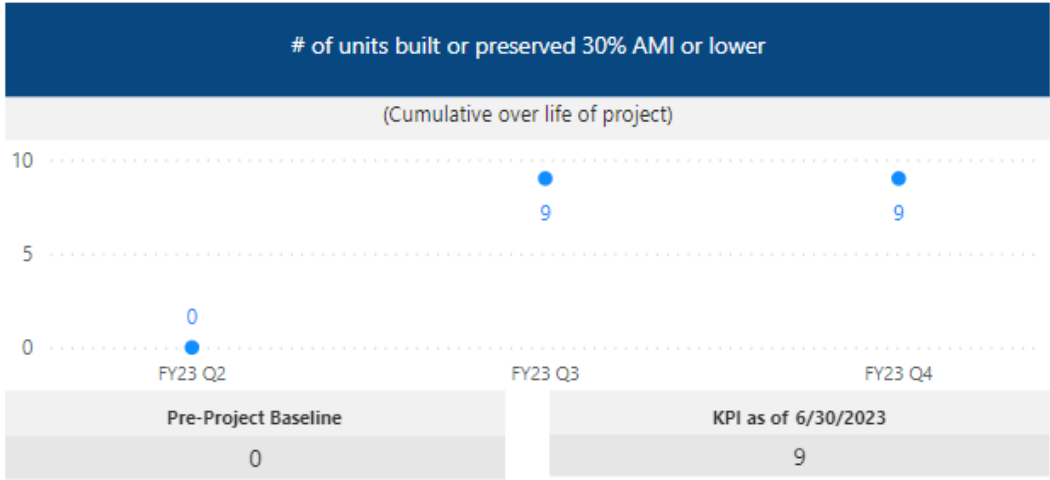 # of units built or preserved 30% AMI or lower
(Cumulative over life of project)
10
9
9
5
0
0
FY23 Q2
FY23 Q3
FY23 Q4
Pre-Project Baseline
KPI as of 6/30/2023
0
9